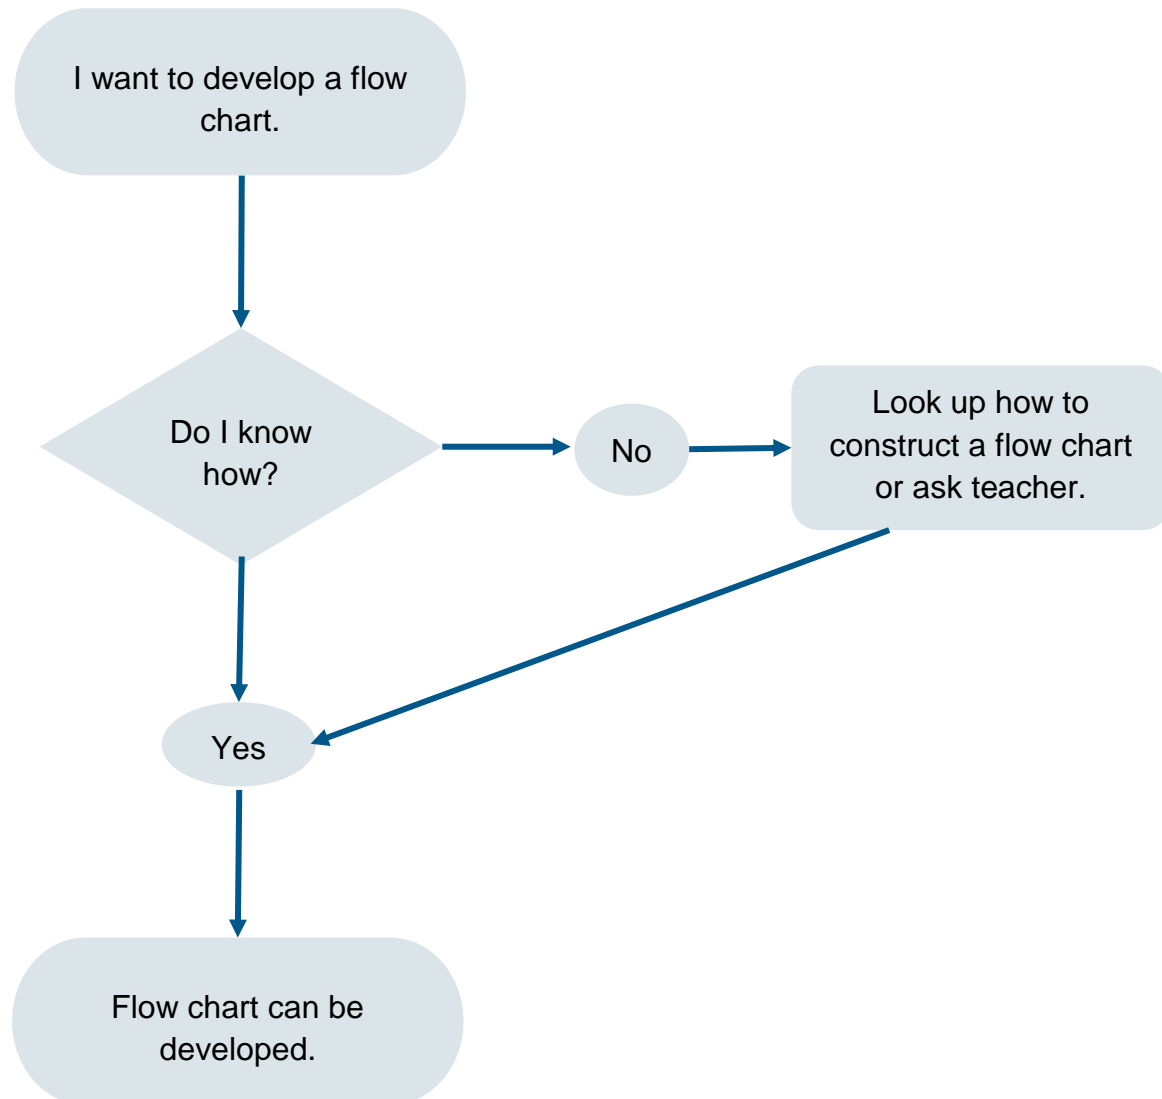 I want to develop a flow
chart.
Do I know
how?
No
Look up how to
construct a flow chart
or ask teacher.
Yes
Flow chart can be
developed.